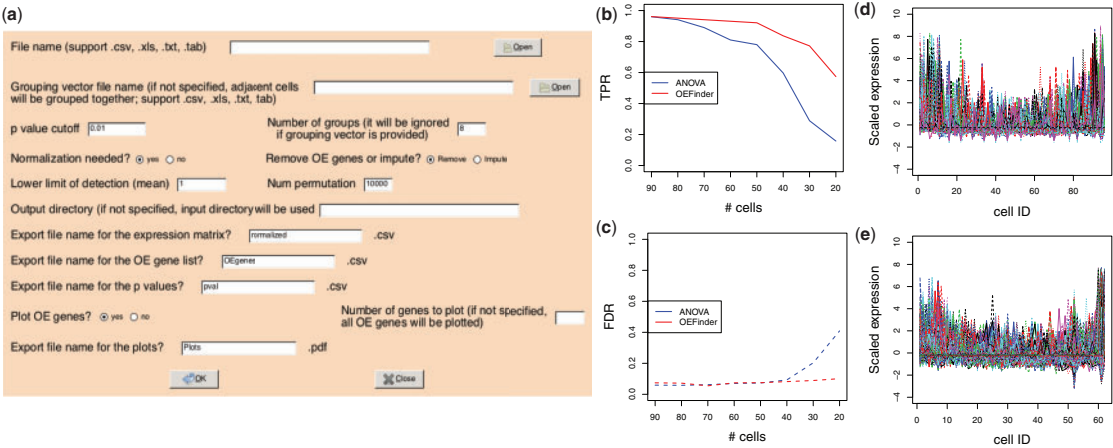 (a)
File name (support .csv, .xls, .txt, .tab)
Open
Grouping vector file name (if not specified, adjacent cells
will be grouped together; support .csv, .xls, .txt, tab)
Open
p value cutoff 0.01
Number of groups (it will be ignored
if grouping vector is provided) 8
Normalization needed? yes no
Remove OE genes or impute? Remove Impute
Lower limit of detection (mean) 1
Num permutation 10000
Output directory (if not specified, input directory will be used
Export file name for the expression matrix? normalized .csv
Export file name for the OE gene list? OEgenes .csv
Export file name for the p values? pval .csv
Plot OE genes? yes no
Number of genes to plot (if not specified,
all OE genes will be plotted)
Export file name for the plots? Plots .pdf
OK
Close
(b)
TPR
1.0
0.8
0.6
0.4
0.2
0.0
ANOVA
OEFinder
90 80 70 60 50 40 30 20
# cells
(c)
FDR
1.0
0.8
0.6
0.4
0.2
0.0
ANOVA
OEFinder
90 80 70 60 50 40 30 20
# cells
(d)
Scaled expression
10
8
6
4
2
0
-4
0 20 40 60 80
cell ID
(e)
Scaled expression
10
8
6
4
2
0
-4
0 10 20 30 40 50 60
cell ID